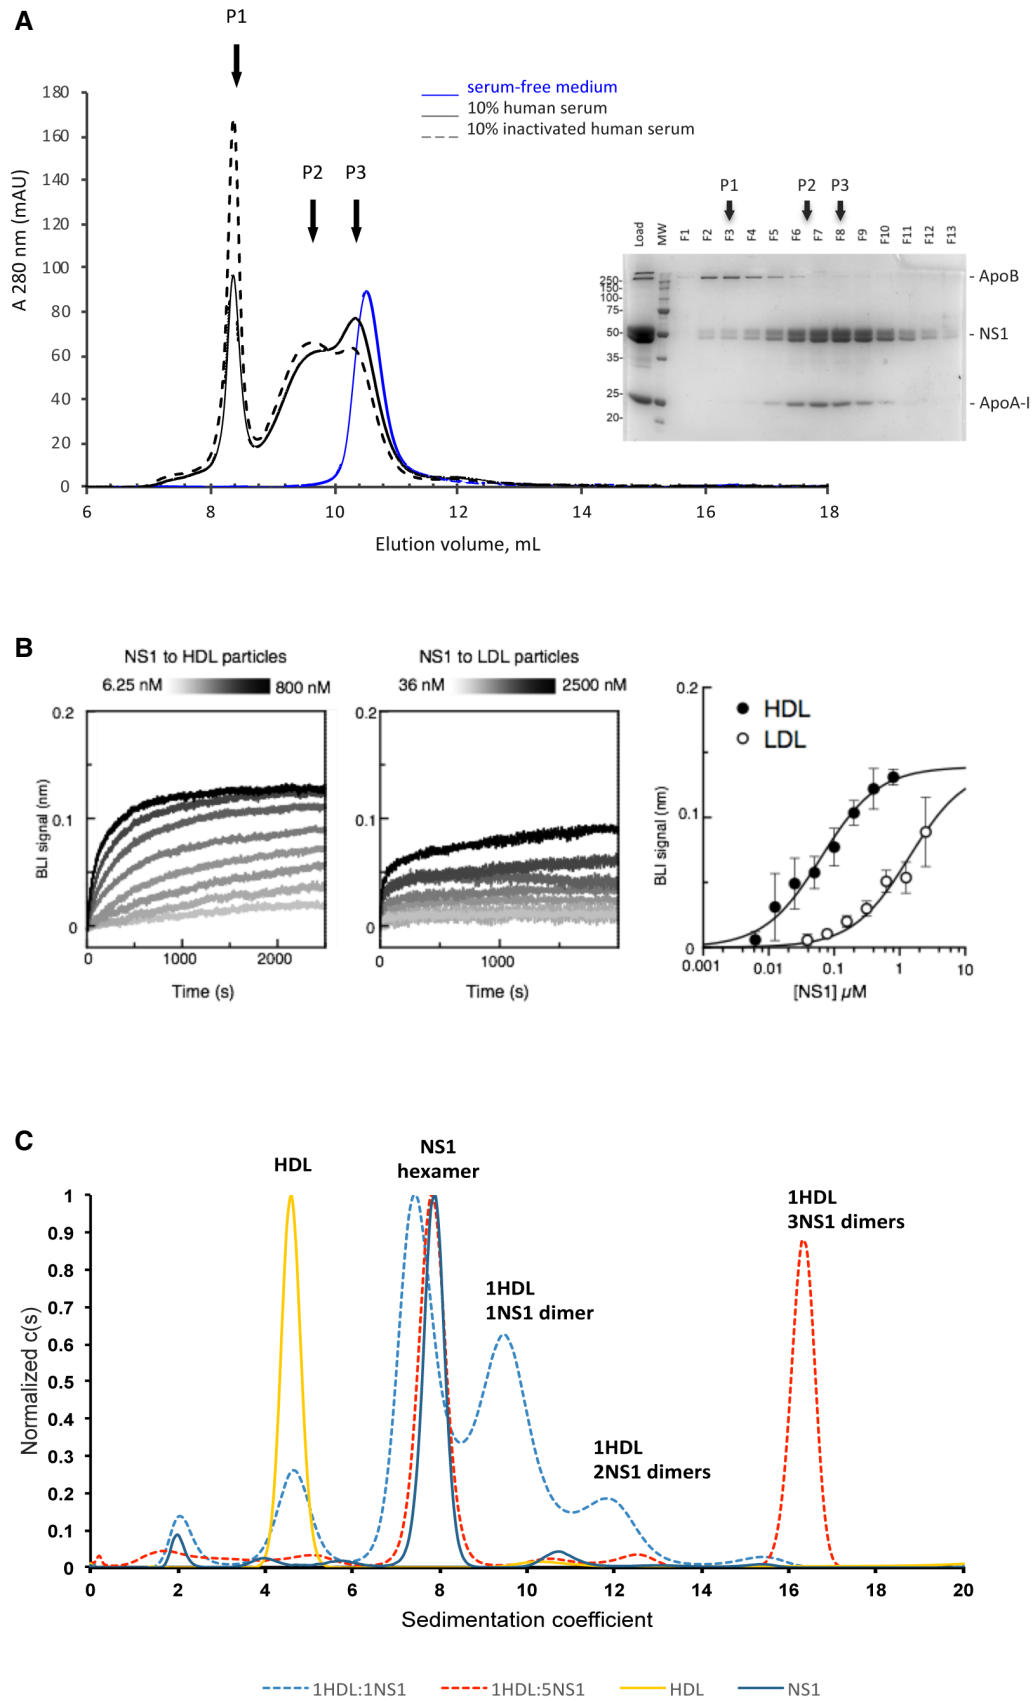 A
P1
P2 P3
serum-free medium
10% human serum
10% inactivated human serum
A 280 nm (mAU)
180
160
140
120
100
80
60
40
20
0
6 8 10 12 14 16 18
Elution volume, mL
P1 P2 P3
Load MW F1 F2 F3 F4 F5 F6 F7 F8 F9 F10 F11 F12 F13
250-
150-
100-
75-
50-
35-
25-
20-
- ApoB
- NS1
- ApoA-I
B
NS1 to HDL particles
6.25 nM 800 nM
BLI signal (nm)
0.2
0.1
0
0 1000 2000
Time (s)
NS1 to LDL particles
36 nM 2500 nM
0.2
0.1
0
0 1000
Time (s)
HDL
LDL
BLI signal (nm)
0.2
0.1
0
0.001 0.01 0.1 1 10
[NS1] µM
C
HDL
NS1
hexamer
1HDL
1NS1 dimer
1HDL
2NS1 dimers
1HDL
3NS1 dimers
Normalized c(s)
1
0.9
0.8
0.7
0.6
0.5
0.4
0.3
0.2
0.1
0
0 2 4 6 8 10 12 14 16 18 20
Sedimentation coefficient
1HDL:1NS1 1HDL:5NS1 HDL NS1